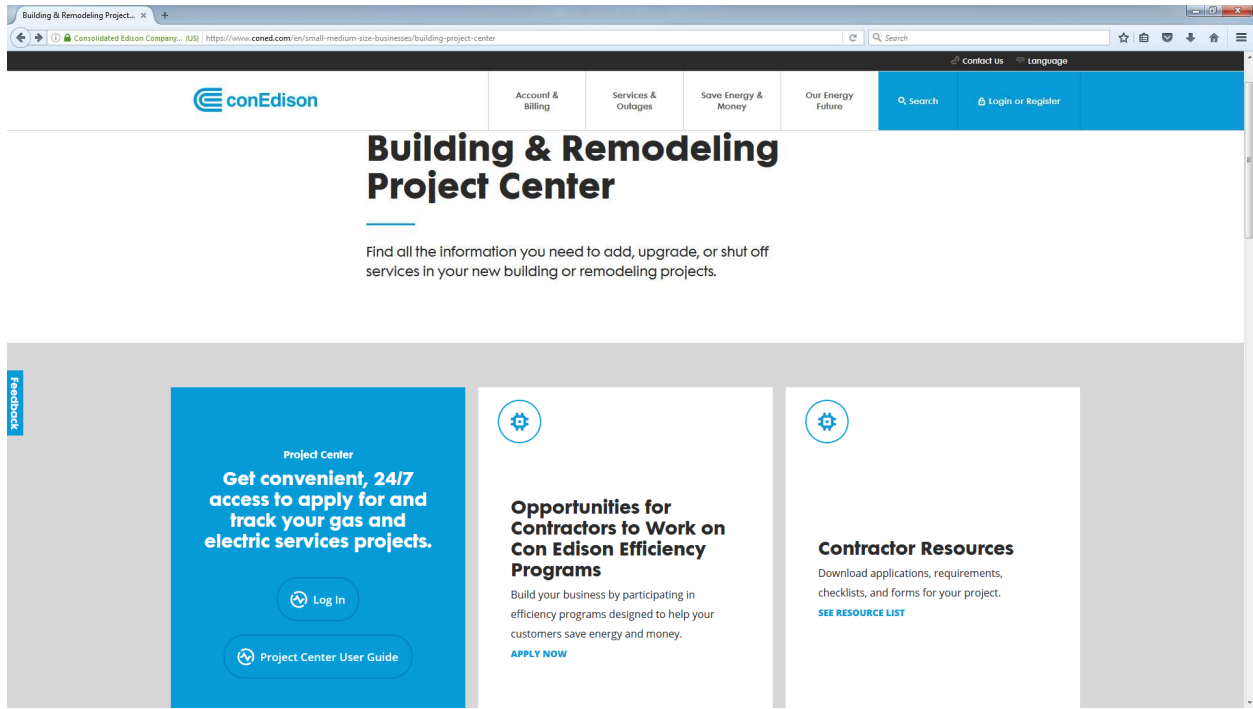 Building & Remodeling Project...
Consolidated Edison Company... (US) https://www.coned.com/en/small-medium-size-businesses/building-project-center
Search
Contact Us Language
conEdison
Account & Billing
Services & Outages
Save Energy & Money
Our Energy Future
Search
Login or Register
Building & Remodeling
Project Center
Find all the information you need to add, upgrade, or shut off
services in your new building or remodeling projects.
Feedback
Project Center
Get convenient, 24/7
access to apply for and
track your gas and
electric services projects.
Log In
Project Center User Guide
Opportunities for
Contractors to Work on
Con Edison Efficiency
Programs
Build your business by participating in
efficiency programs designed to help your
customers save energy and money.
APPLY NOW
Contractor Resources
Download applications, requirements,
checklists, and forms for your project.
SEE RESOURCE LIST